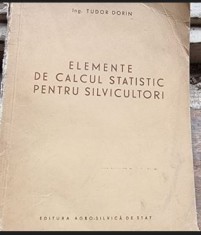 Ing. TUDOR DORIN
ELEMENTE
DE CALCUL STATISTIC
PENTRU SILVICULTORI
EDITURA AGRO-SILVICĂ DE STAT